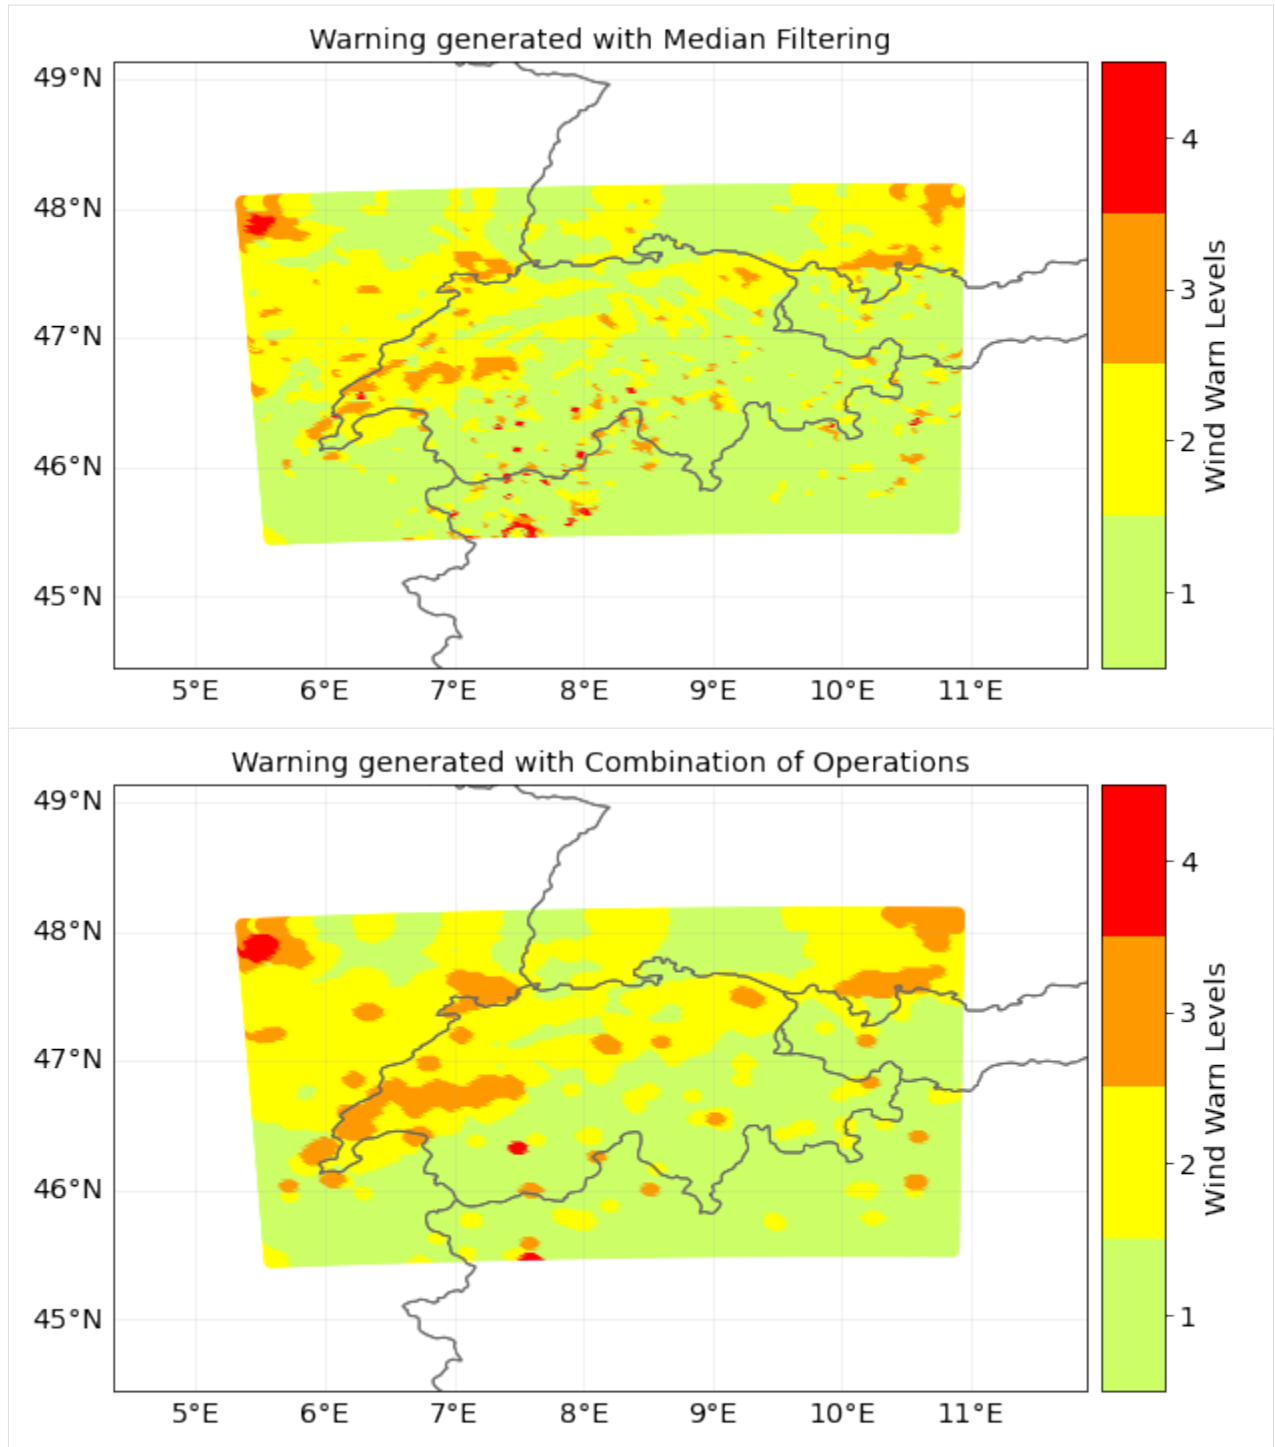 Warning generated with Median Filtering
49°N
48°N
47°N
46°N
45°N
5°E 6°E 7°E 8°E 9°E 10°E 11°E
4
3
2
1
Wind Warn Levels
Warning generated with Combination of Operations
49°N
48°N
47°N
46°N
45°N
5°E 6°E 7°E 8°E 9°E 10°E 11°E
4
3
2
1
Wind Warn Levels